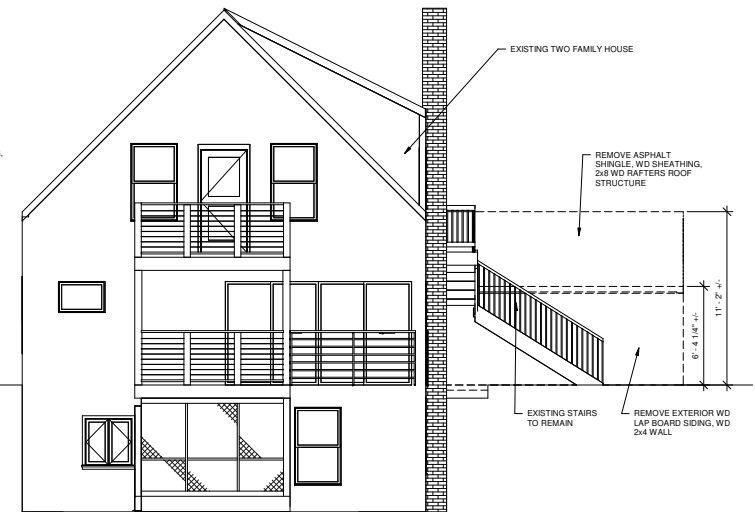 EXISTING TWO FAMILY HOUSE
REMOVE ASPHALT
SHINGLE, WD SHEATHING,
2x8 WD RAFTERS ROOF
STRUCTURE
11' - 2" +/-
6' - 4 1/4" +/-
EXISTING STAIRS
TO REMAIN
REMOVE EXTERIOR WD
LAP BOARD SIDING, WD
2x4 WALL